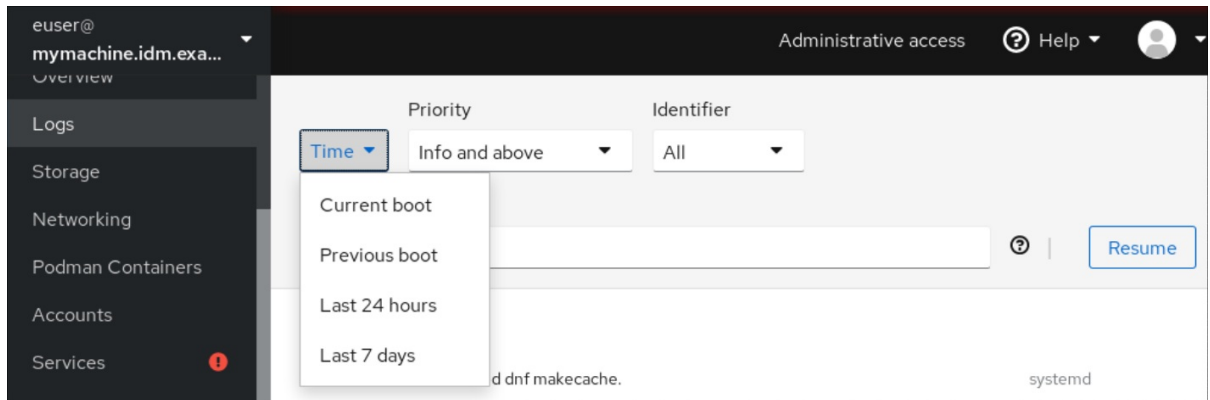 euser@
mymachine.idm.exa...
Administrative access
Help
Overview
Logs
Storage
Networking
Podman Containers
Accounts
Services
Priority
Identifier
Time
Info and above
All
Current boot
Previous boot
Last 24 hours
Last 7 days
Resume
d dnf makecache.
systemd